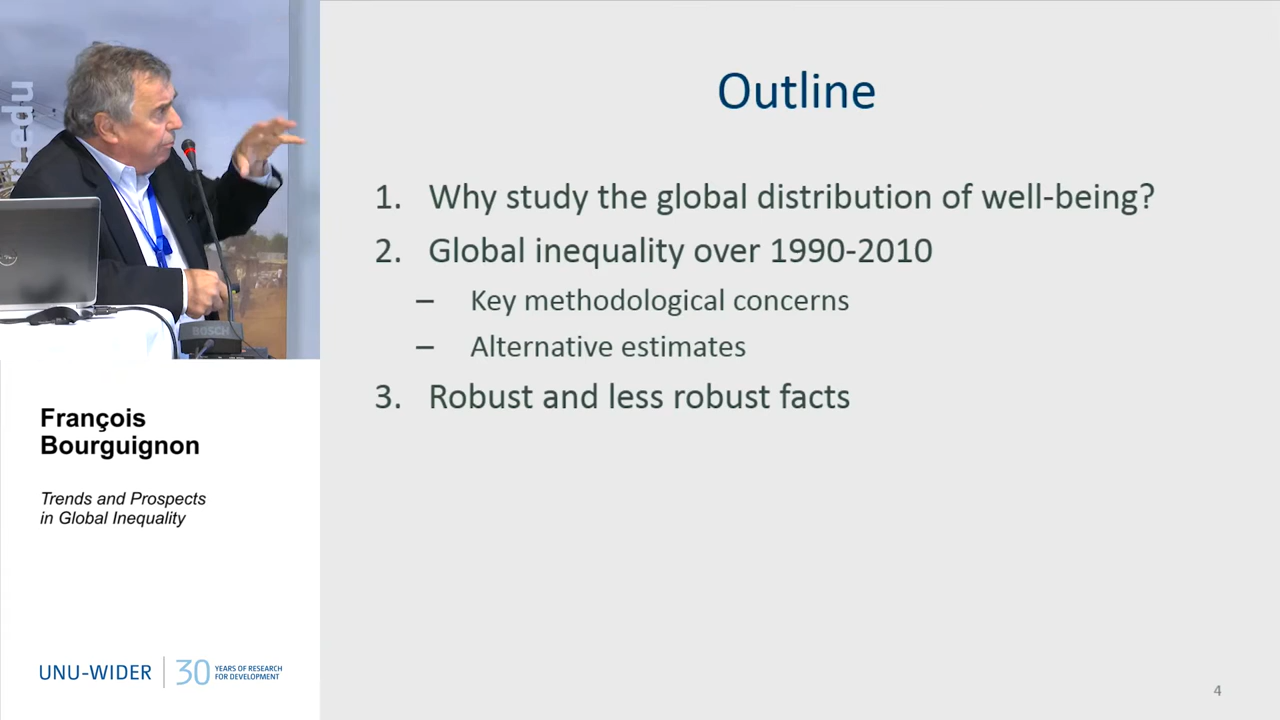 edu
BOSCH
François
Bourguignon
Trends and Prospects
in Global Inequality
UNU-WIDER
30
YEARS OF RESEARCH
FOR DEVELOPMENT
Outline
1. Why study the global distribution of well-being?
2. Global inequality over 1990-2010
– Key methodological concerns
– Alternative estimates
3. Robust and less robust facts
4